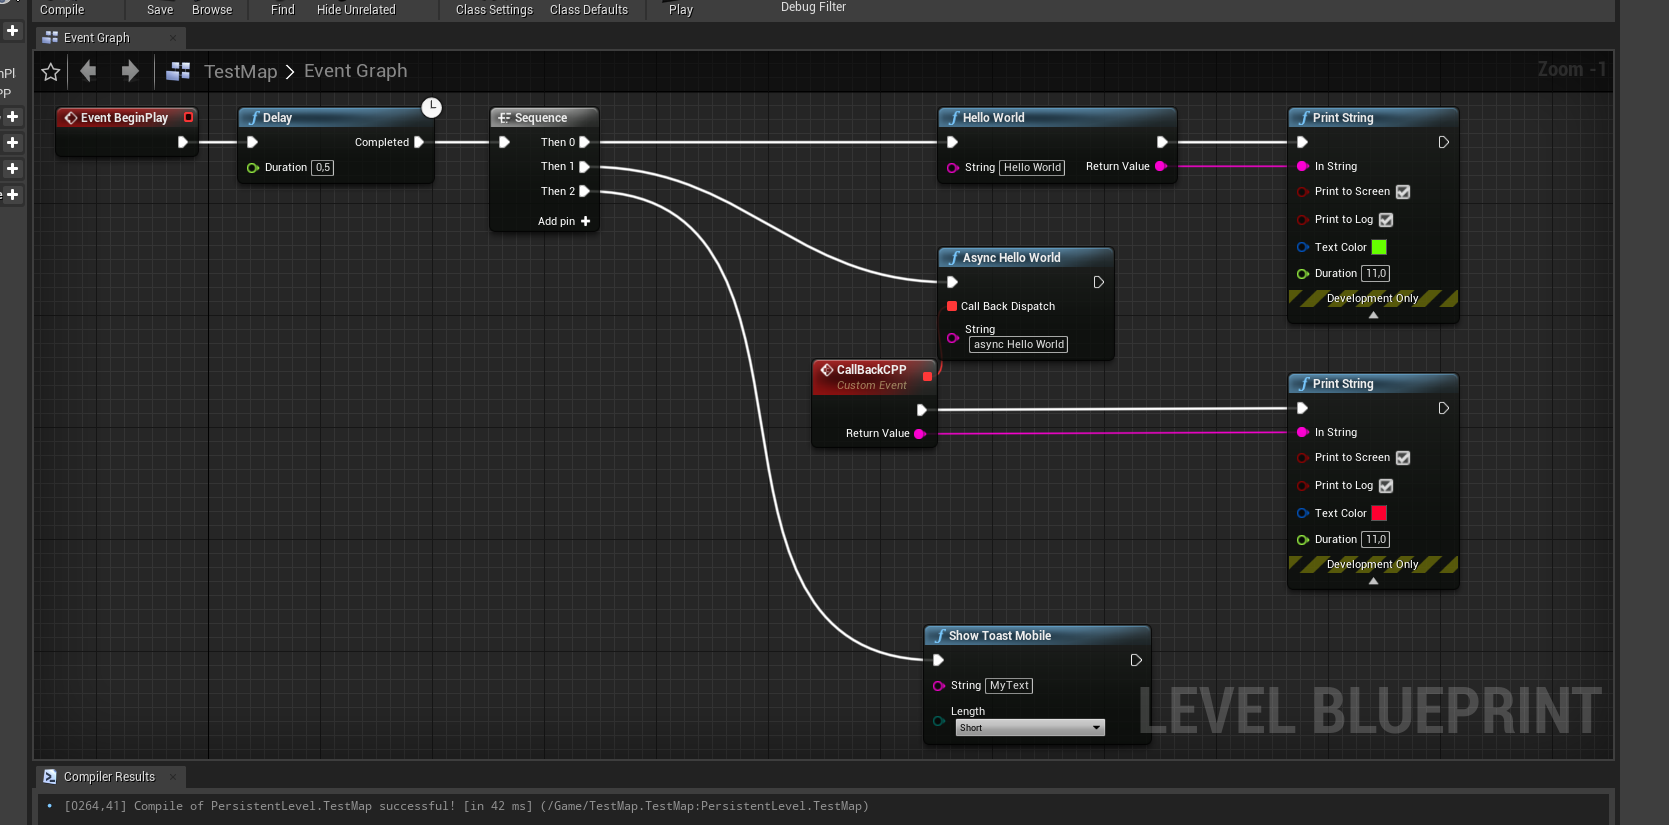 Compile
Save
Browse
Find
Hide Unrelated
Class Settings
Class Defaults
Play
Debug Filter
Event Graph
TestMap > Event Graph
Zoom -1
Event BeginPlay
Delay
Completed
Duration 0,5
Sequence
Then 0
Then 1
Then 2
Add pin +
Hello World
String Hello World
Return Value
Print String
In String
Print to Screen
Print to Log
Text Color
Duration 11,0
Development Only
Async Hello World
Call Back Dispatch
String
async Hello World
CallBackCPP
Custom Event
Return Value
Print String
In String
Print to Screen
Print to Log
Text Color
Duration 11,0
Development Only
Show Toast Mobile
String MyText
Length
Short
LEVEL BLUEPRINT
Compiler Results
[0264,41] Compile of PersistentLevel.TestMap successful! [in 42 ms] (/Game/TestMap.TestMap:PersistentLevel.TestMap)